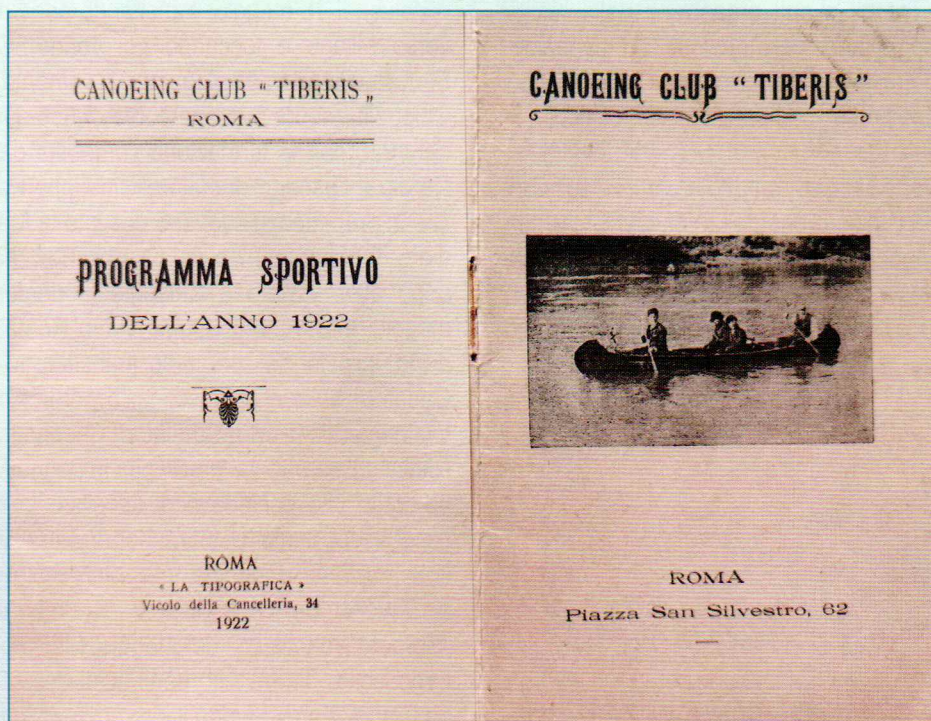 CANOEING CLUB " TIBERIS „
ROMA
PROGRAMMA SPORTIVO
DELL'ANNO 1922
ROMA
« LA TIPOGRAFICA »
Vicolo della Cancelleria, 34
1922
CANOEING CLUB “ TIBERIS ”
ROMA
Piazza San Silvestro, 62